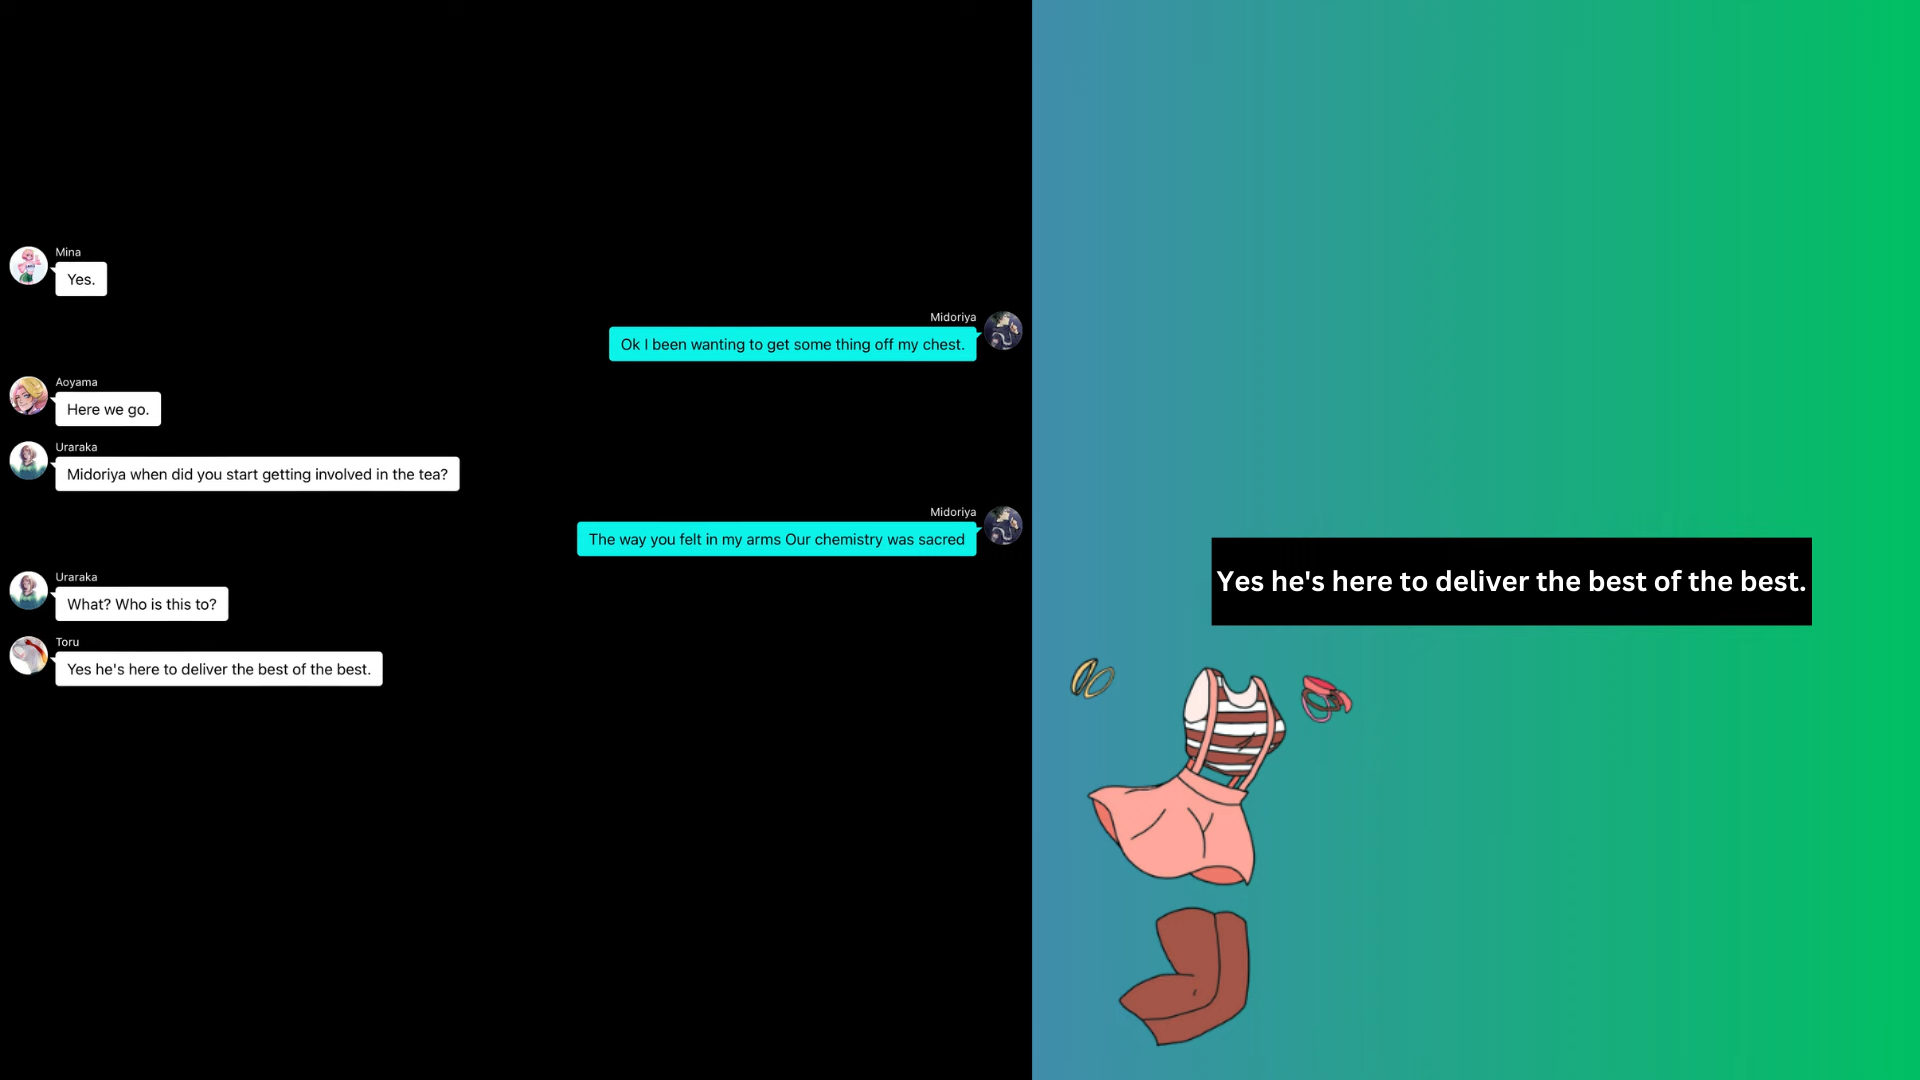 Mina
Yes.
Midoriya
Ok I been wanting to get some thing off my chest.
Aoyama
Here we go.
Uraraka
Midoriya when did you start getting involved in the tea?
Midoriya
The way you felt in my arms Our chemistry was sacred
Uraraka
What? Who is this to?
Toru
Yes he's here to deliver the best of the best.
Yes he's here to deliver the best of the best.